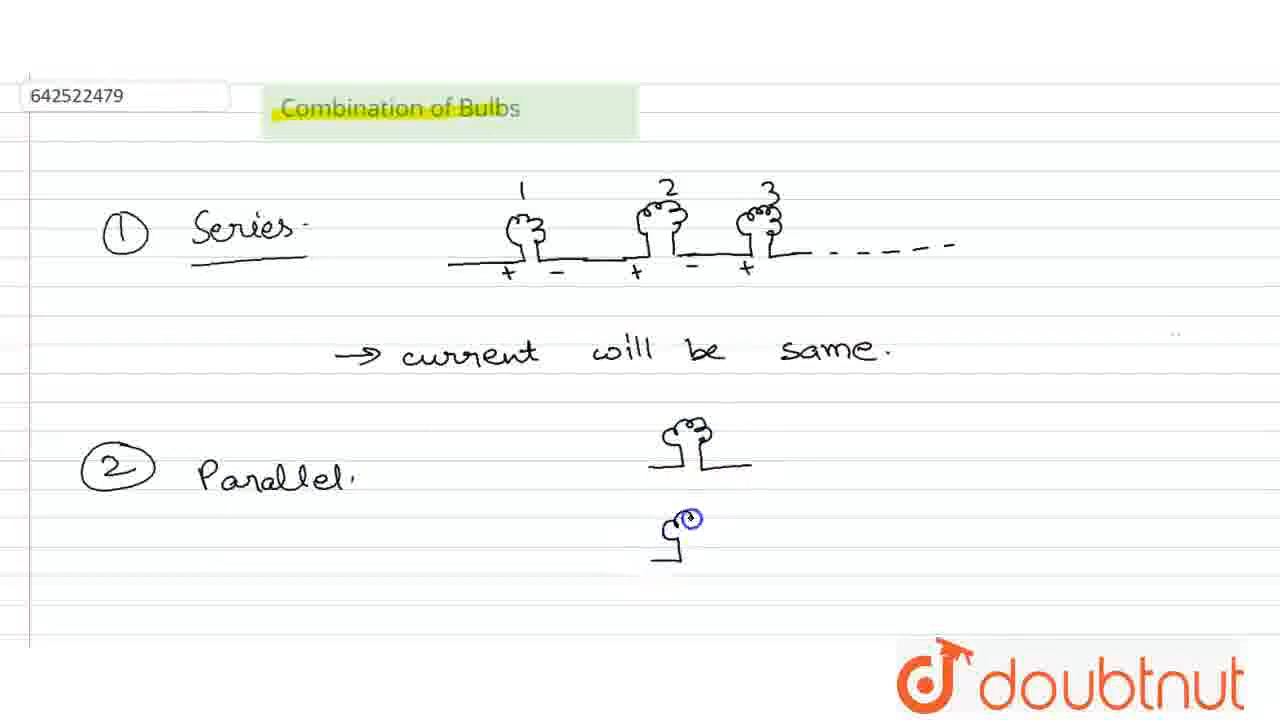 642522479
Combination of Bulbs
1 2 3
① Series.
+ - + - +
→ current will be same.
② Parallel.
doubtnut